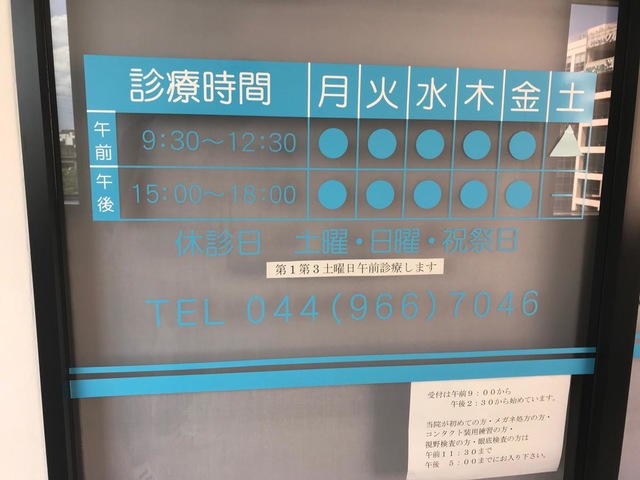 診療時間 月 火 水 木 金 土
午前 9:30～12:30 ● ● ● ● ● ▲
午後 15:00～18:00 ● ● ● ● ●
休診日 土曜・日曜・祝祭日
第１第３土曜日午前診療します
TEL 044(966)7046
受付は午前９：００から
午後２：３０から始めています。
当院が初めての方・メガネ処方の方・
コンタクト装用練習の方・
視野検査の方・眼底検査の方は
午前１１：３０まで
午後 ５：００までにお入り下さい。